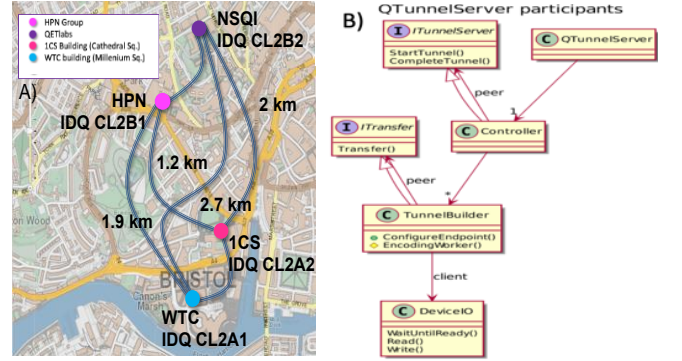 HPN Group
QETlabs
1CS Building (Cathedral Sq.)
WTC building (Millenium Sq.)
A)
NSQI
IDQ CL2B2
HPN
IDQ CL2B1
2 km
1.2 km
1.9 km
2.7 km
1CS
IDQ CL2A2
BRISTOL
Canon's
Marsh
WTC
IDQ CL2A1
B)
QTunnelServer participants
I ITunnelServer
StartTunnel()
CompleteTunnel()
C QTunnelServer
peer
1
I ITransfer
Transfer()
C Controller
peer
*
C TunnelBuilder
ConfigureEndpoint()
EncodingWorker()
client
C DeviceIO
WaitUntilReady()
Read()
Write()